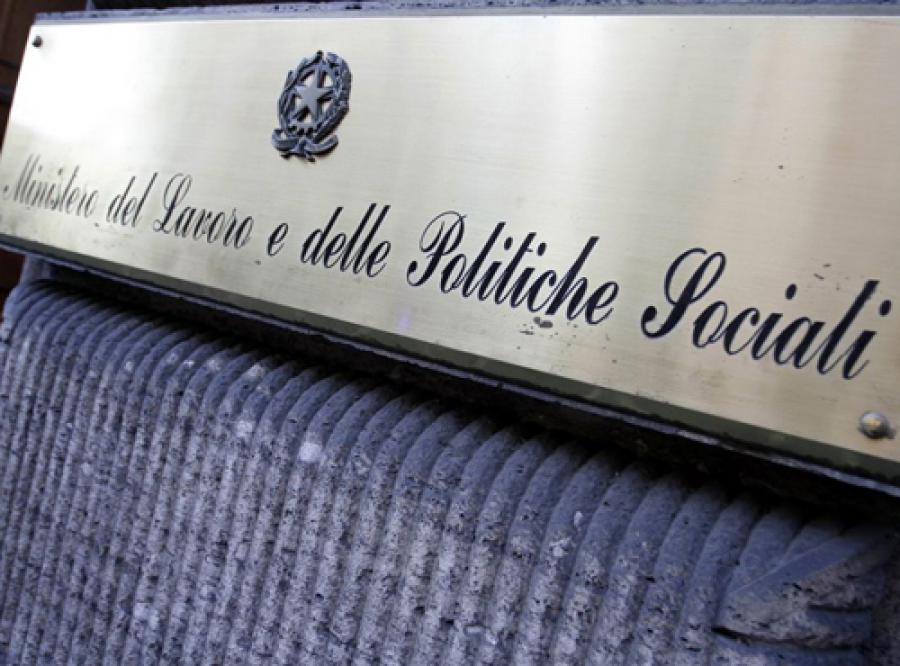 Ministero del Lavoro e delle Politiche Sociali